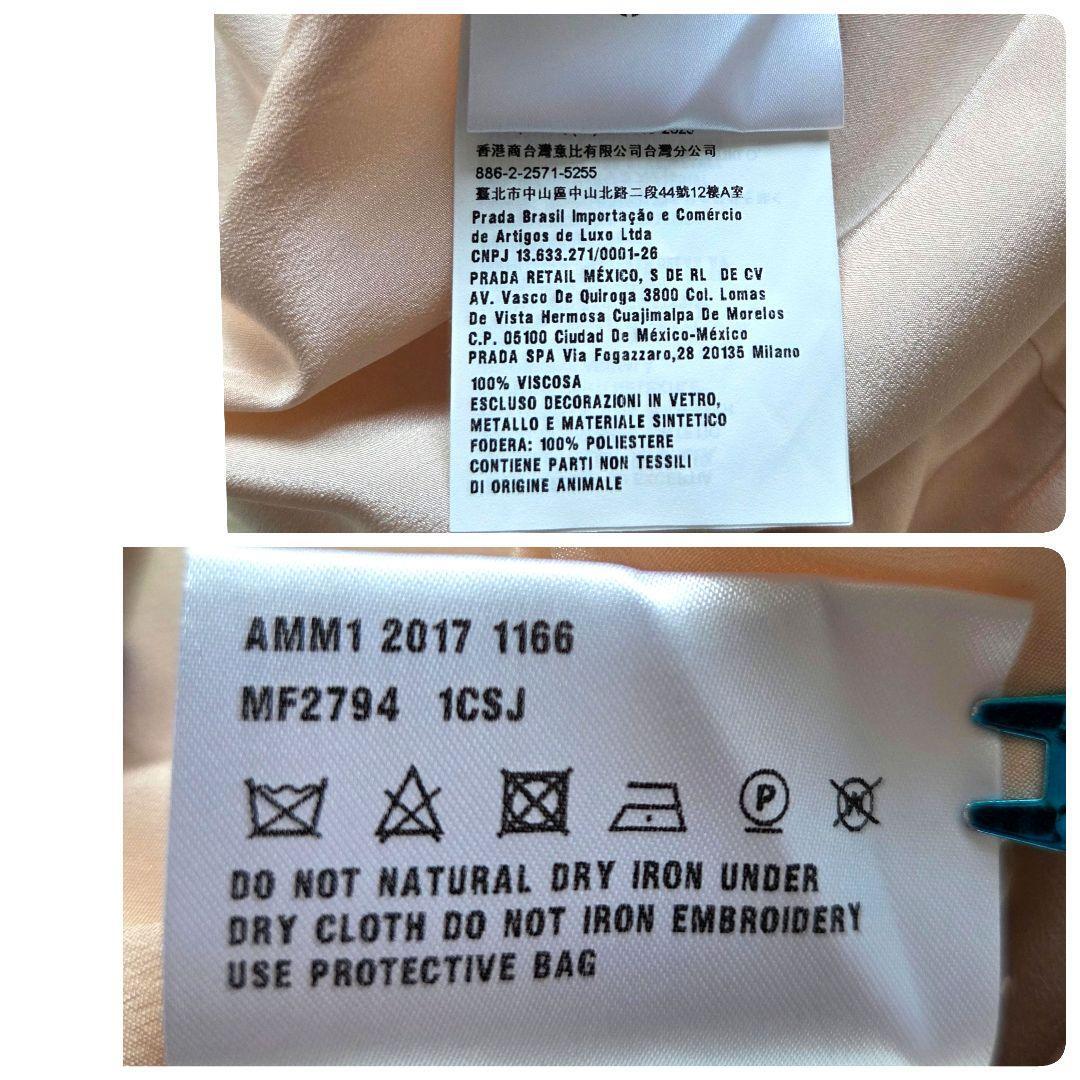 香港商台灣意比有限公司台灣分公司
886-2-2571-5255
臺北市中山區中山北路二段44號12樓A室
Prada Brasil Importação e Comércio
de Artigos de Luxo Ltda
CNPJ 13.633.271/0001-26
PRADA RETAIL MÉXICO, S DE RL DE CV
AV. Vasco De Quiroga 3800 Col. Lomas
De Vista Hermosa Cuajimalpa De Morelos
C.P. 05100 Ciudad De México-México
PRADA SPA Via Fogazzaro,28 20135 Milano
100% VISCOSA
ESCLUSO DECORAZIONI IN VETRO,
METALLO E MATERIALE SINTETICO
FODERA: 100% POLIESTERE
CONTIENE PARTI NON TESSILI
DI ORIGINE ANIMALE
AMM1 2017 1166
MF2794 1CSJ
P W
DO NOT NATURAL DRY IRON UNDER
DRY CLOTH DO NOT IRON EMBROIDERY
USE PROTECTIVE BAG